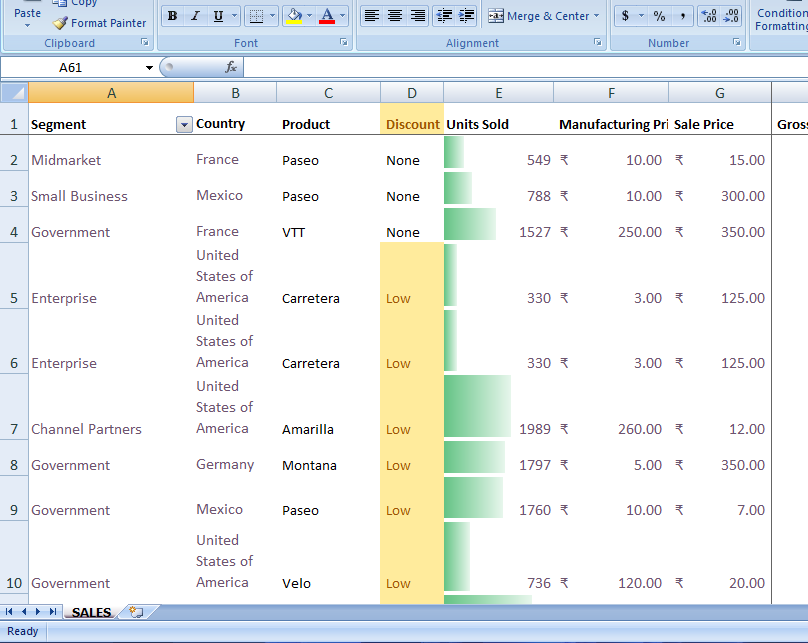 Copy
Paste
Format Painter
B I U A $ % , .0 .00 .00 .0
Merge & Center
Condition
Formatting
Clipboard Font Alignment Number
A61 fx
A B C D E F G
1 Segment Country Product Discount Units Sold Manufacturing Pri Sale Price Gross
2 Midmarket France Paseo None 549 ₹ 10.00 ₹ 15.00
3 Small Business Mexico Paseo None 788 ₹ 10.00 ₹ 300.00
4 Government France VTT None 1527 ₹ 250.00 ₹ 350.00
United
States of
5 Enterprise America Carretera Low 330 ₹ 3.00 ₹ 125.00
United
States of
6 Enterprise America Carretera Low 330 ₹ 3.00 ₹ 125.00
United
States of
7 Channel Partners America Amarilla Low 1989 ₹ 260.00 ₹ 12.00
8 Government Germany Montana Low 1797 ₹ 5.00 ₹ 350.00
9 Government Mexico Paseo Low 1760 ₹ 10.00 ₹ 7.00
United
States of
10 Government America Velo Low 736 ₹ 120.00 ₹ 20.00
SALES
Ready